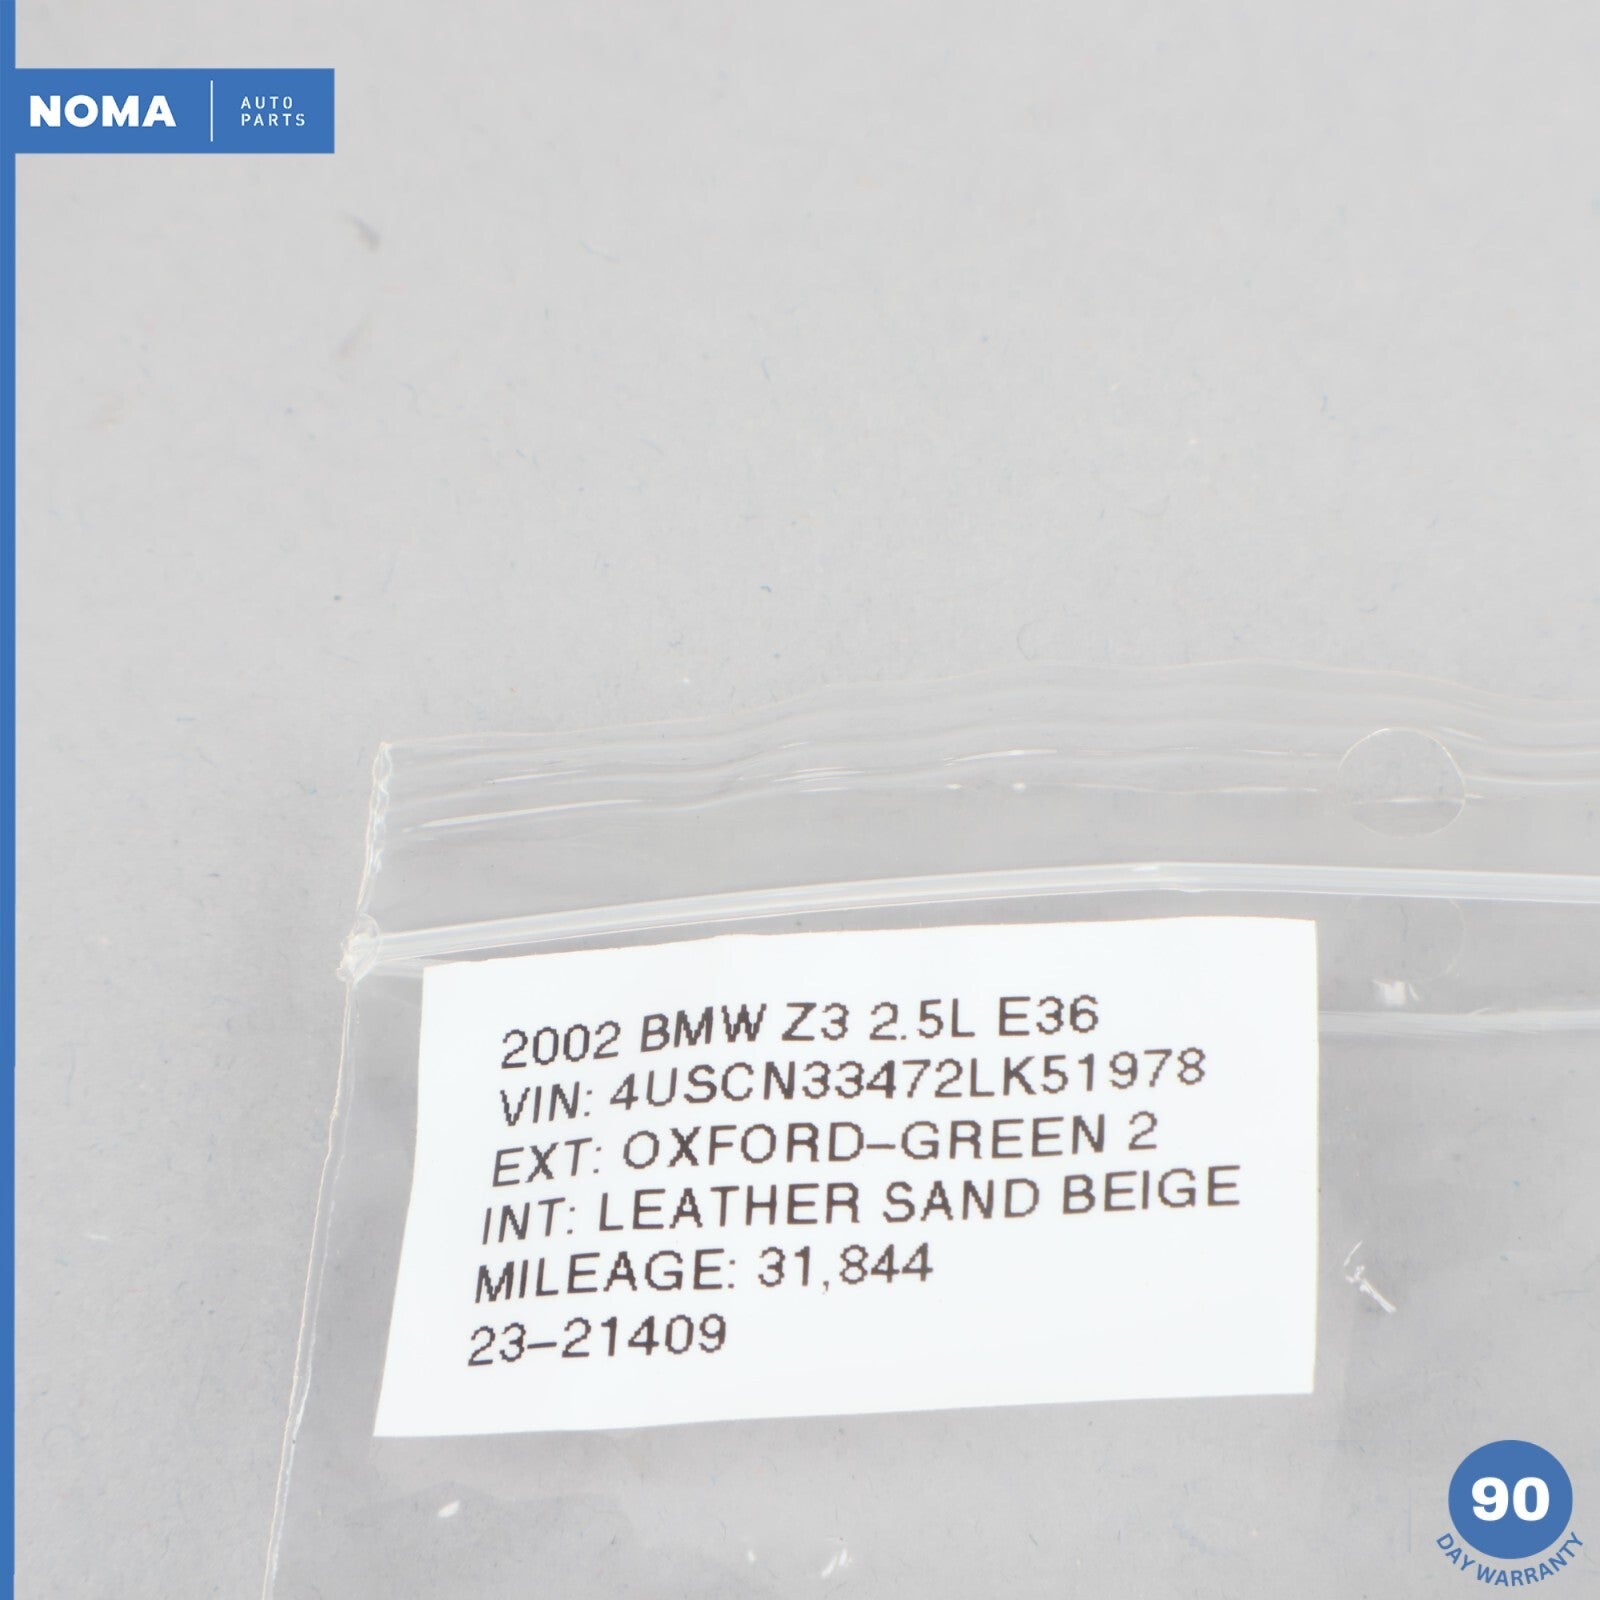 NOMA
AUTO
PARTS
2002 BMW Z3 2.5L E36
VIN: 4USCN33472LK51978
EXT: OXFORD-GREEN 2
INT: LEATHER SAND BEIGE
MILEAGE: 31,844
23-21409
90
DAY WARRANTY